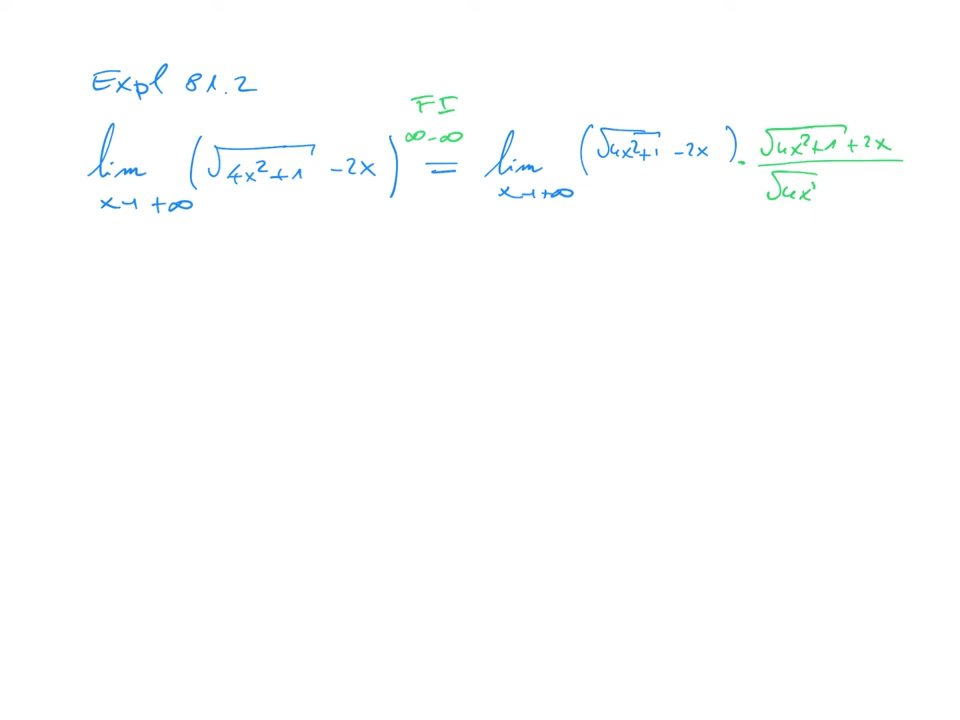 Expl 81.2
FI
∞-∞
lim x→+∞ (√(4x²+1) - 2x) = lim x→+∞ (√(4x²+1) - 2x) · (√(4x²+1) + 2x)/(√(4x²